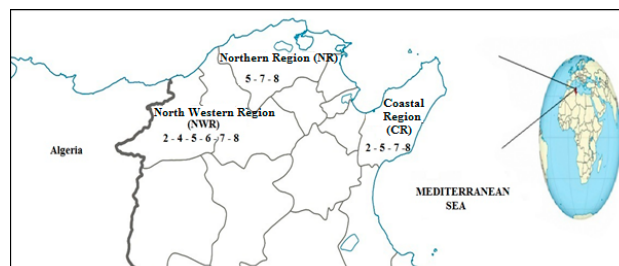 Northern Region (NR)
5 - 7 - 8
North Western Region
(NWR)
2 - 4 - 5 - 6 - 7 - 8
Coastal
Region
(CR)
2 - 5 - 7 - 8
Algeria
MEDITERRANEAN
SEA